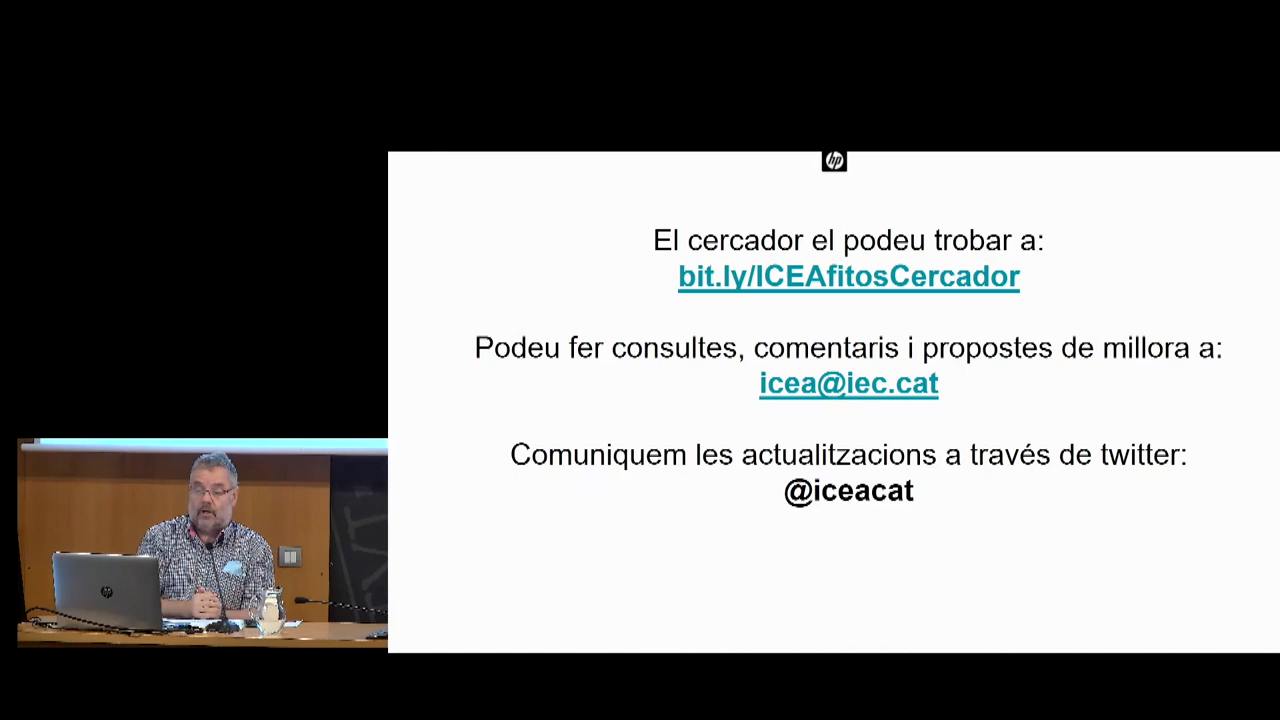 hp
El cercador el podeu trobar a:
bit.ly/ICEAfitosCercador
Podeu fer consultes, comentaris i propostes de millora a:
icea@iec.cat
Comuniquem les actualitzacions a través de twitter:
@iceacat